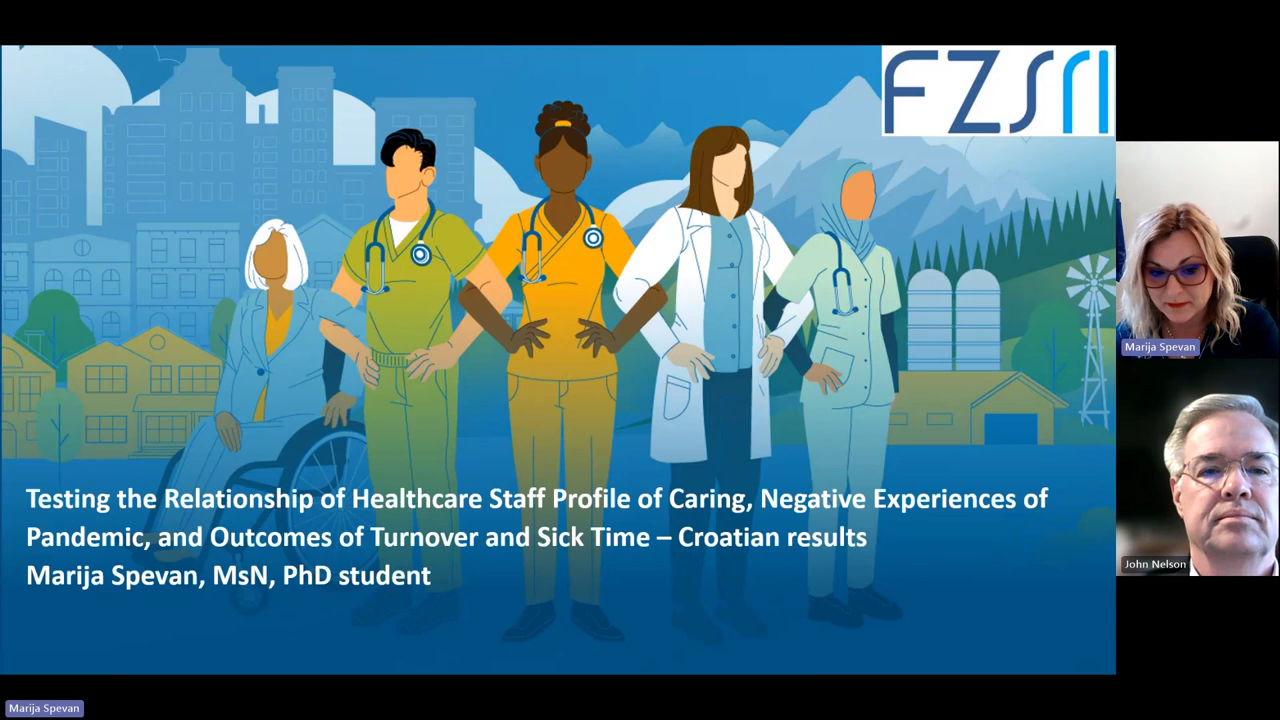 FZSRI
Testing the Relationship of Healthcare Staff Profile of Caring, Negative Experiences of
Pandemic, and Outcomes of Turnover and Sick Time – Croatian results
Marija Spevan, MsN, PhD student
Marija Spevan
John Nelson
Marija Spevan